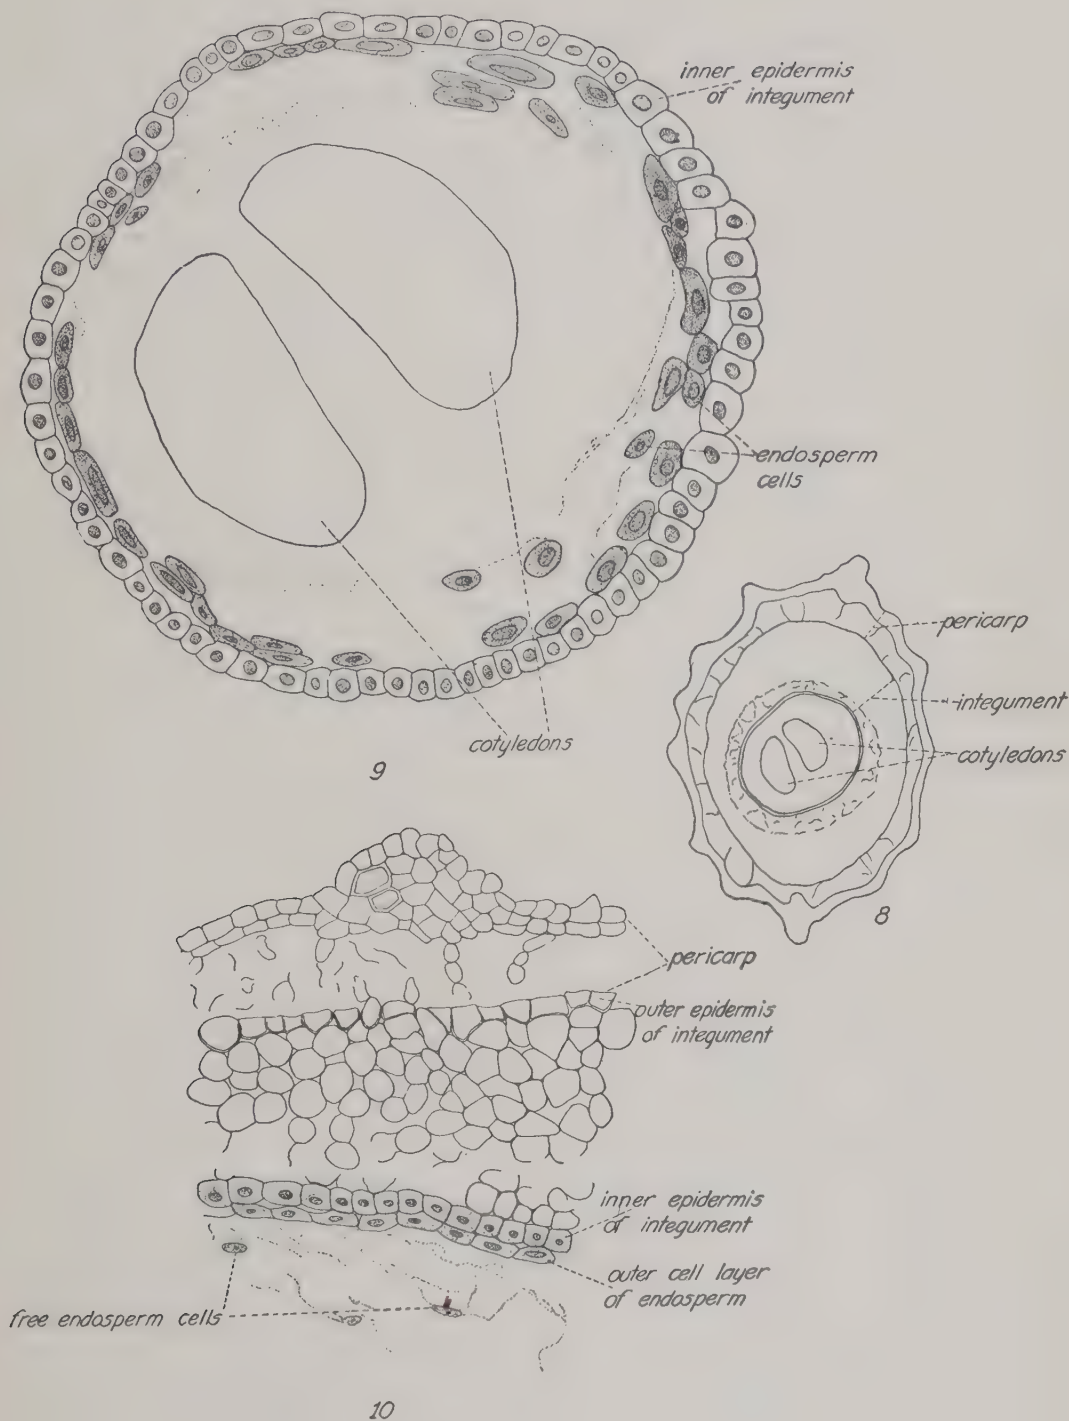 inner epidermis
of integument
endosperm
cells
cotyledons
9
pericarp
integument
cotyledons
8
pericarp
outer epidermis
of integument
inner epidermis
of integument
outer cell layer
of endosperm
free endosperm cells
10